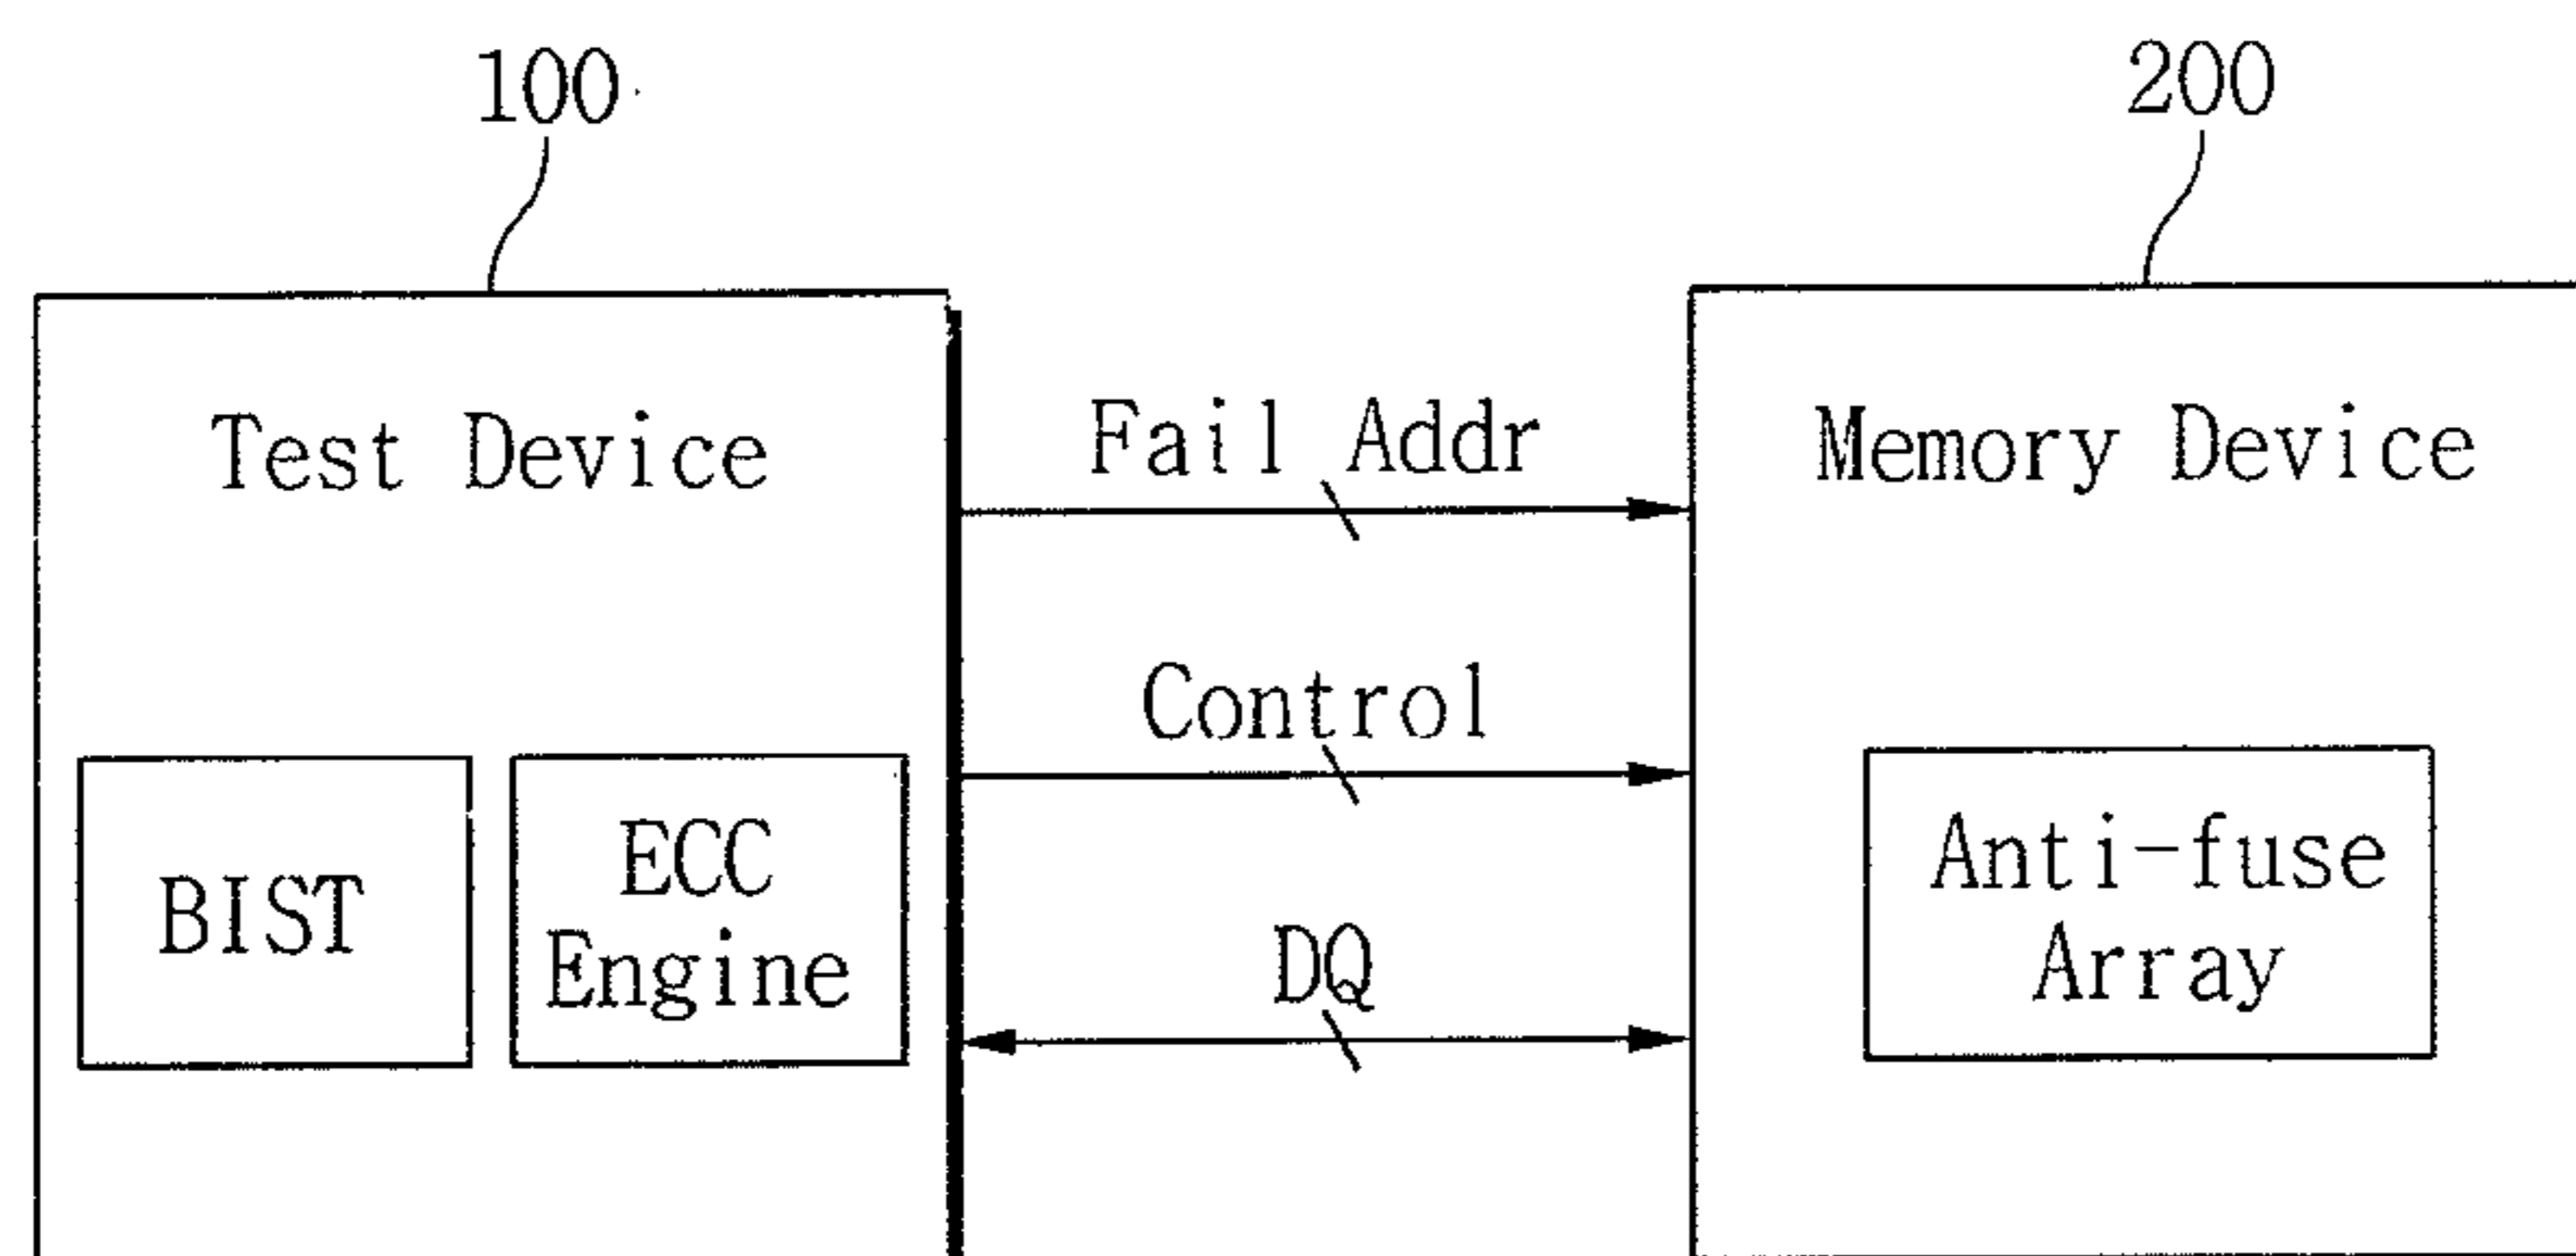 100
200
Test Device
Fail Addr
Memory Device
Control
BIST
ECC
Engine
DQ
Anti-fuse
Array